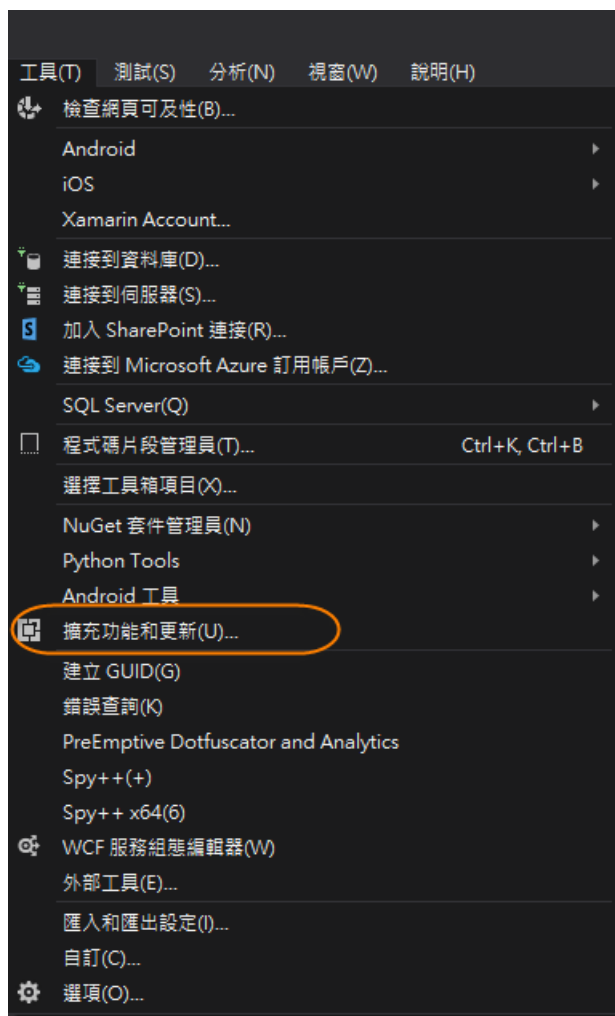 工具(T) 測試(S) 分析(N) 視窗(W) 說明(H)
檢查網頁可及性(B)...
Android
iOS
Xamarin Account...
連接到資料庫(D)...
連接到伺服器(S)...
加入 SharePoint 連接(R)...
連接到 Microsoft Azure 訂用帳戶(Z)...
SQL Server(Q)
程式碼片段管理員(T)... Ctrl+K, Ctrl+B
選擇工具箱項目(X)...
NuGet 套件管理員(N)
Python Tools
Android 工具
擴充功能和更新(U)...
建立 GUID(G)
錯誤查詢(K)
PreEmptive Dotfuscator and Analytics
Spy++(+)
Spy++ x64(6)
WCF 服務組態編輯器(W)
外部工具(E)...
匯入和匯出設定(I)...
自訂(C)...
選項(O)...